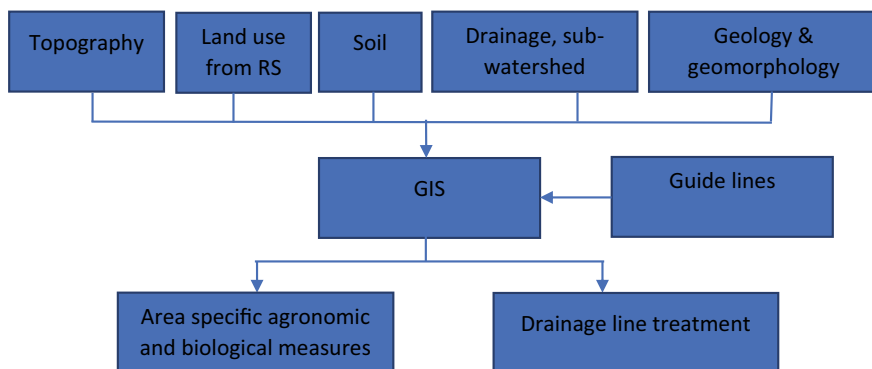 Topography
Land use
from RS
Soil
Drainage, sub-
watershed
Geology &
geomorphology
GIS
Guide lines
Area specific agronomic
and biological measures
Drainage line treatment